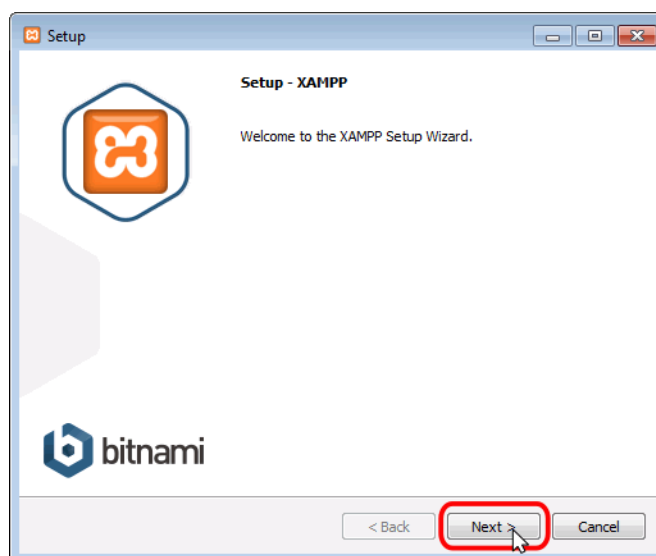 Setup
Setup - XAMPP
Welcome to the XAMPP Setup Wizard.
bitnami
< Back
Next >
Cancel